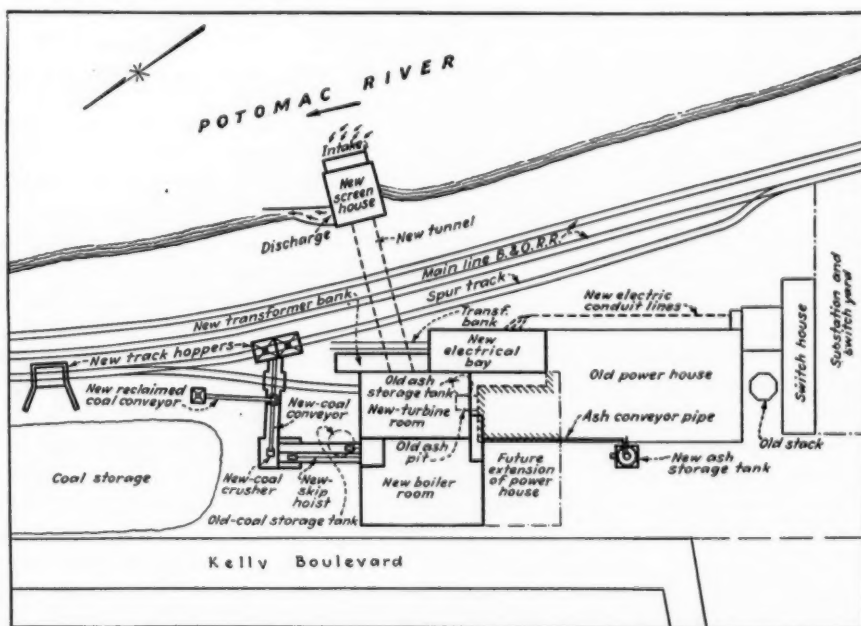 POTOMAC RIVER
Intake
New
screen
house
Discharge
New tunnel
Main line B.& O. R.R.
Spur track
New transformer bank
Transf.
bank
New electric
conduit lines
New
electrical
bay
Old power house
Switch house
Substation and
switch yard
New track hoppers
New reclaimed
coal conveyor
New-coal
conveyor
Old ash
storage tank
New-turbine
room
Old ash
pit
Ash conveyor pipe
Old stack
Coal storage
New-coal
crusher
New-
skip
hoist
Old-coal storage tank
New boiler
room
Future
extension
of power
house
New ash
storage tank
Kelly Boulevard